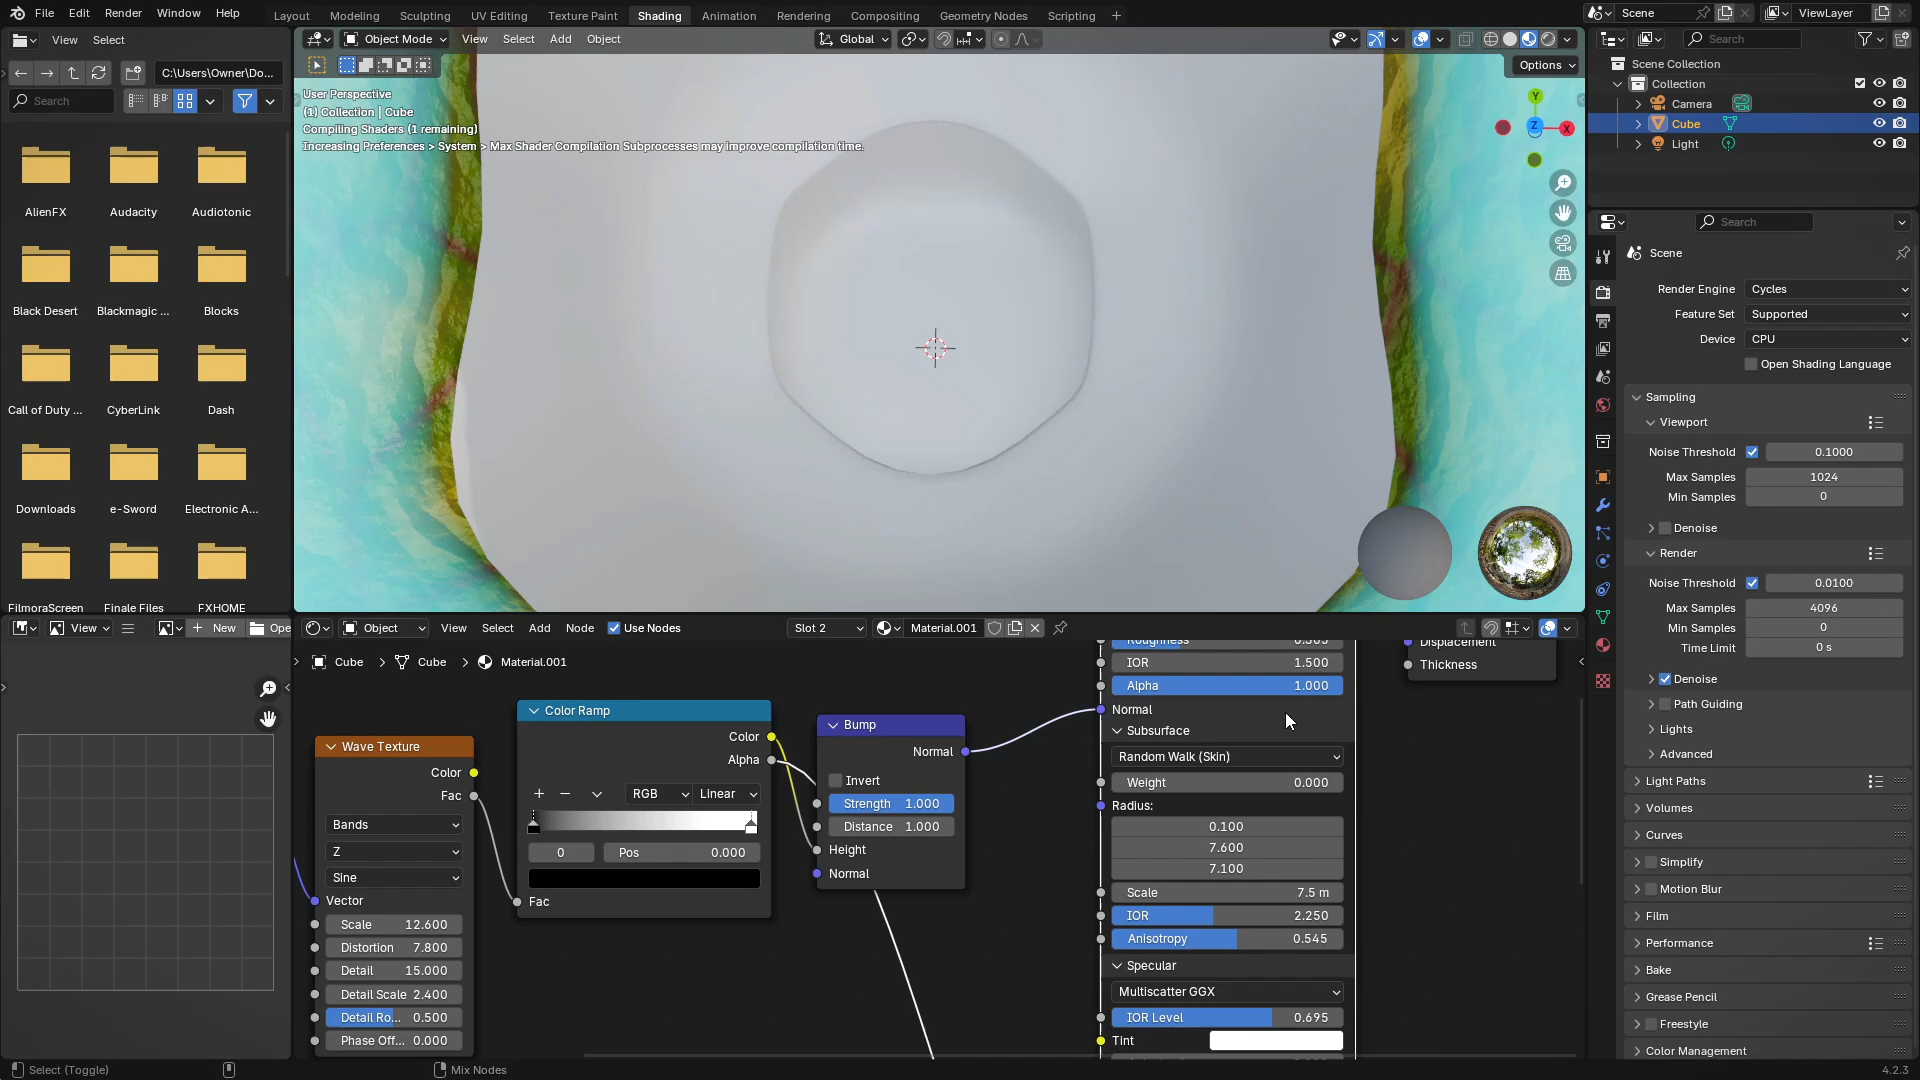 File Edit Render Window Help Layout Modeling Sculpting UV Editing Texture Paint Shading Animation Rendering Compositing Geometry Nodes Scripting + Scene ViewLayer
View Select Object Mode View Select Add Object Global Search
Options
C:\Users\Owner\Do...
Search
AlienFX Audacity Audiotonic
Black Desert Blackmagic ... Blocks
Call of Duty ... CyberLink Dash
Downloads e-Sword Electronic A...
FilmoraScreen Finale Files FXHOME
User Perspective
(1) Collection | Cube
Compiling Shaders (1 remaining)
Increasing Preferences > System > Max Shader Compilation Subprocesses may improve compilation time.
Y
Z
X
Scene Collection
Collection
Camera
Cube
Light
Search
Scene
Render Engine Cycles
Feature Set Supported
Device CPU
Open Shading Language
Sampling
Viewport
Noise Threshold 0.1000
Max Samples 1024
Min Samples 0
Denoise
Render
Noise Threshold 0.0100
Max Samples 4096
Min Samples 0
Time Limit 0 s
Denoise
Path Guiding
Lights
Advanced
Light Paths
Volumes
Curves
Simplify
Motion Blur
Film
Performance
Bake
Grease Pencil
Freestyle
Color Management
View New Ope
Object View Select Add Node Use Nodes Slot 2 Material.001
Cube > Cube > Material.001
Wave Texture
Color
Fac
Bands
Z
Sine
Vector
Scale 12.600
Distortion 7.800
Detail 15.000
Detail Scale 2.400
Detail Ro... 0.500
Phase Off... 0.000
Color Ramp
Color
Alpha
RGB Linear
0 Pos 0.000
Fac
Bump
Normal
Invert
Strength 1.000
Distance 1.000
Height
Normal
Roughness
IOR 1.500
Alpha 1.000
Normal
Subsurface
Random Walk (Skin)
Weight 0.000
Radius:
0.100
7.600
7.100
Scale 7.5 m
IOR 2.250
Anisotropy 0.545
Specular
Multiscatter GGX
IOR Level 0.695
Tint
Displacement
Thickness
Select (Toggle) Mix Nodes 4.2.3